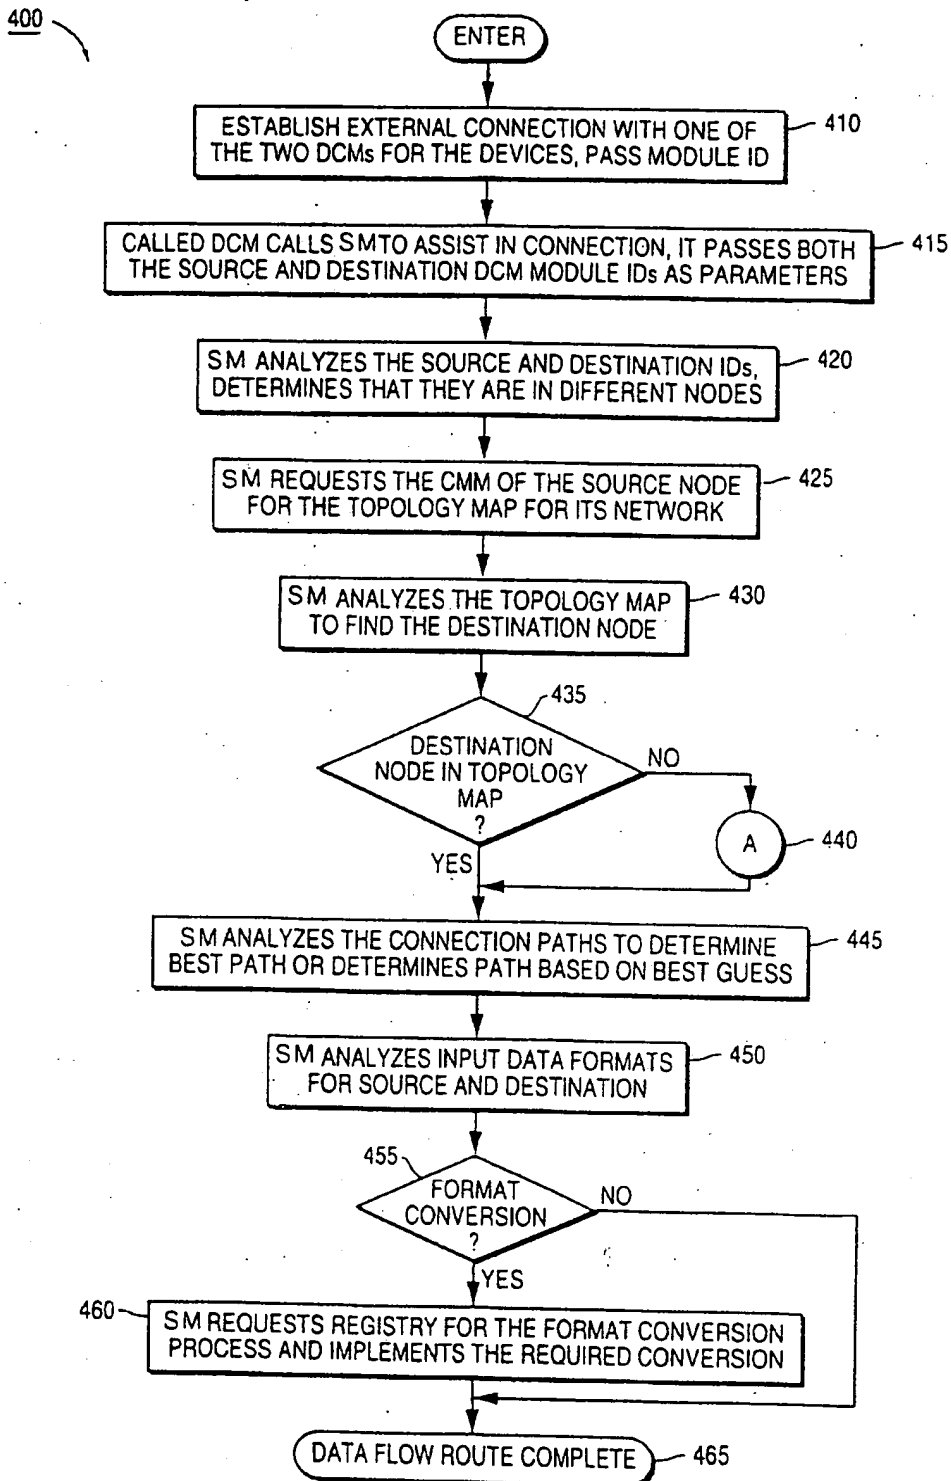 400
ENTER
ESTABLISH EXTERNAL CONNECTION WITH ONE OF
THE TWO DCMs FOR THE DEVICES, PASS MODULE ID
410
CALLED DCM CALLS SM TO ASSIST IN CONNECTION, IT PASSES BOTH
THE SOURCE AND DESTINATION DCM MODULE IDs AS PARAMETERS
415
SM ANALYZES THE SOURCE AND DESTINATION IDs,
DETERMINES THAT THEY ARE IN DIFFERENT NODES
420
SM REQUESTS THE CMM OF THE SOURCE NODE
FOR THE TOPOLOGY MAP FOR ITS NETWORK
425
SM ANALYZES THE TOPOLOGY MAP
TO FIND THE DESTINATION NODE
430
435
DESTINATION
NODE IN TOPOLOGY
MAP
?
NO
A
440
YES
SM ANALYZES THE CONNECTION PATHS TO DETERMINE
BEST PATH OR DETERMINES PATH BASED ON BEST GUESS
445
SM ANALYZES INPUT DATA FORMATS
FOR SOURCE AND DESTINATION
450
455
FORMAT
CONVERSION
?
NO
YES
460
SM REQUESTS REGISTRY FOR THE FORMAT CONVERSION
PROCESS AND IMPLEMENTS THE REQUIRED CONVERSION
DATA FLOW ROUTE COMPLETE
465